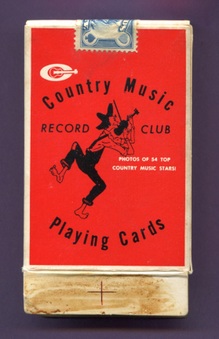 Country Music
RECORD CLUB
PHOTOS OF 54 TOP
COUNTRY MUSIC STARS!
Playing Cards